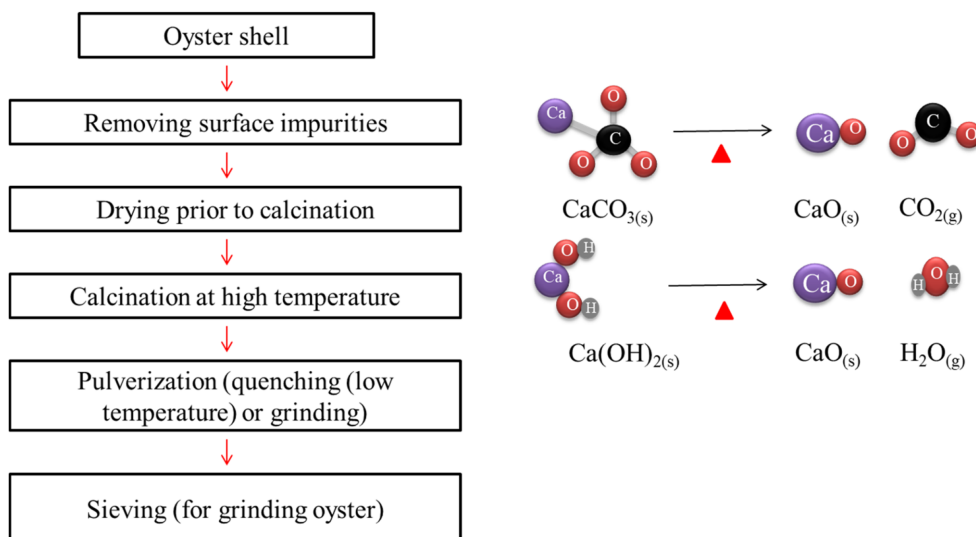 Oyster shell
Removing surface impurities
Drying prior to calcination
Calcination at high temperature
Pulverization (quenching (low
temperature) or grinding)
Sieving (for grinding oyster)
Ca O C O O
Ca O C O O
CaCO₃₍ₛ₎ CaO₍ₛ₎ CO₂₍g₎
O H Ca O H
Ca O H O H
Ca(OH)₂₍ₛ₎ CaO₍ₛ₎ H₂O₍g₎